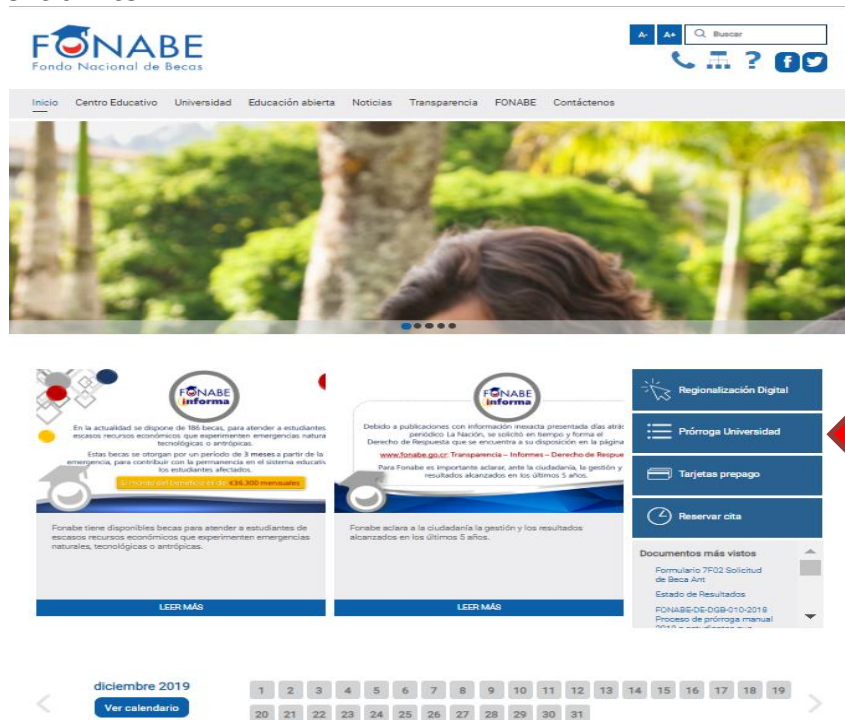 FONABE
Fondo Nacional de Becas
A- A+ Buscar
?
Inicio Centro Educativo Universidad Educación abierta Noticias Transparencia FONABE Contáctenos
FONABE
informa
En la actualidad se dispone de 186 becas, para atender a estudiantes
escasos recursos económicos que experimenten emergencias natura
tecnológicas o antrópicas.
Estas becas se otorgan por un período de 3 meses a partir de la
emergencia, para contribuir con la permanencia en el sistema educativ
los estudiantes afectados.
El monto del beneficio es de ¢36.300 mensuales
Fonabe tiene disponibles becas para atender a estudiantes de
escasos recursos económicos que experimenten emergencias
naturales, tecnológicas o antrópicas.
LEER MÁS
FONABE
informa
Debido a publicaciones con información inexacta presentada días atrás
periódico La Nación, se solicitó en tiempo y forma el
Derecho de Respuesta que se encuentra a su disposición en la página
www.fonabe.go.cr: Transparencia – Informes – Derecho de Respue
Para Fonabe es importante aclarar, ante la ciudadanía, la gestión y
resultados alcanzados en los últimos 5 años.
Fonabe aclara a la ciudadanía la gestión y los resultados
alcanzados en los últimos 5 años.
LEER MÁS
Regionalización Digital
Prórroga Universidad
Tarjetas prepago
Reservar cita
Documentos más vistos
Formulario 7F02 Solicitud
de Beca Ant
Estado de Resultados
FONABE-DE-DGB-010-2018
Proceso de prórroga manual
diciembre 2019
Ver calendario
1 2 3 4 5 6 7 8 9 10 11 12 13 14 15 16 17 18 19
20 21 22 23 24 25 26 27 28 29 30 31